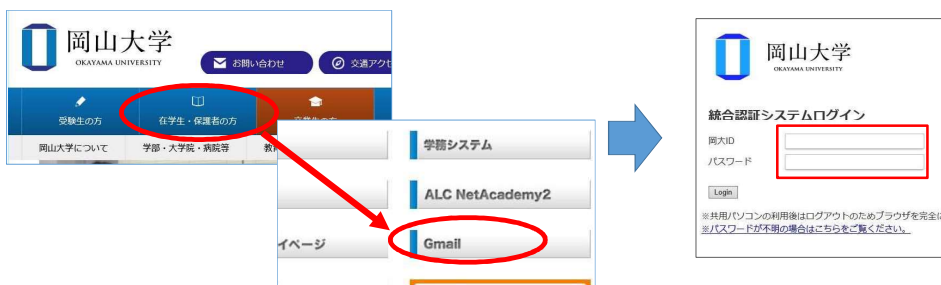 岡山大学
OKAYAMA UNIVERSITY
お問い合わせ
交通アクセ
受験生の方
在学生・保護者の方
卒業生の方
岡山大学について
学部・大学院・病院等
教
学務システム
ALC NetAcademy2
イページ
Gmail
岡山大学
OKAYAMA UNIVERSITY
統合認証システムログイン
岡大ID
パスワード
Login
※共用パソコンの利用後はログアウトのためブラウザを完全に
※パスワードが不明の場合はこちらをご覧ください。